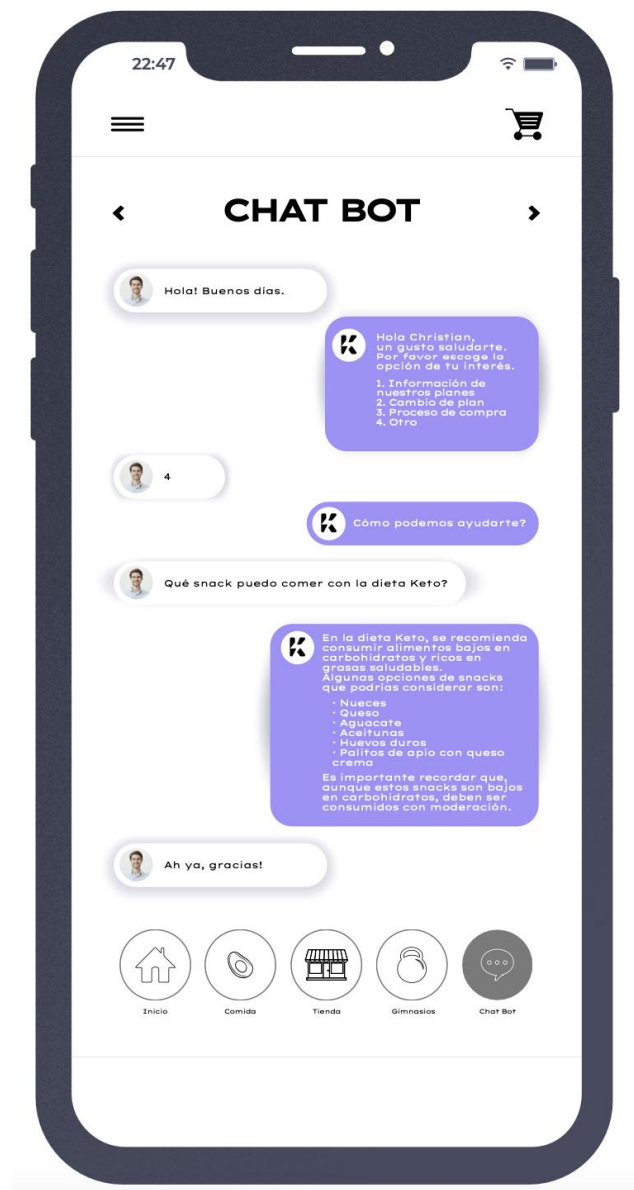 22:47
CHAT BOT
Hola! Buenos días.
Hola Christian,
un gusto saludarte.
Por favor escoge la
opción de tu interés.
1. Información de
nuestros planes
2. Cambio de plan
3. Proceso de compra
4. Otro
4
Cómo podemos ayudarte?
Qué snack puedo comer con la dieta Keto?
En la dieta Keto, se recomienda
consumir alimentos bajos en
carbohidratos y ricos en
grasas saludables.
Algunas opciones de snacks
que podrías considerar son:
· Nueces
· Queso
· Aguacate
· Aceitunas
· Huevos duros
· Palitos de apio con queso
crema
Es importante recordar que,
aunque estos snacks son bajos
en carbohidratos, deben ser
consumidos con moderación.
Ah ya, gracias!
Inicio Comida Tienda Gimnasios Chat Bot